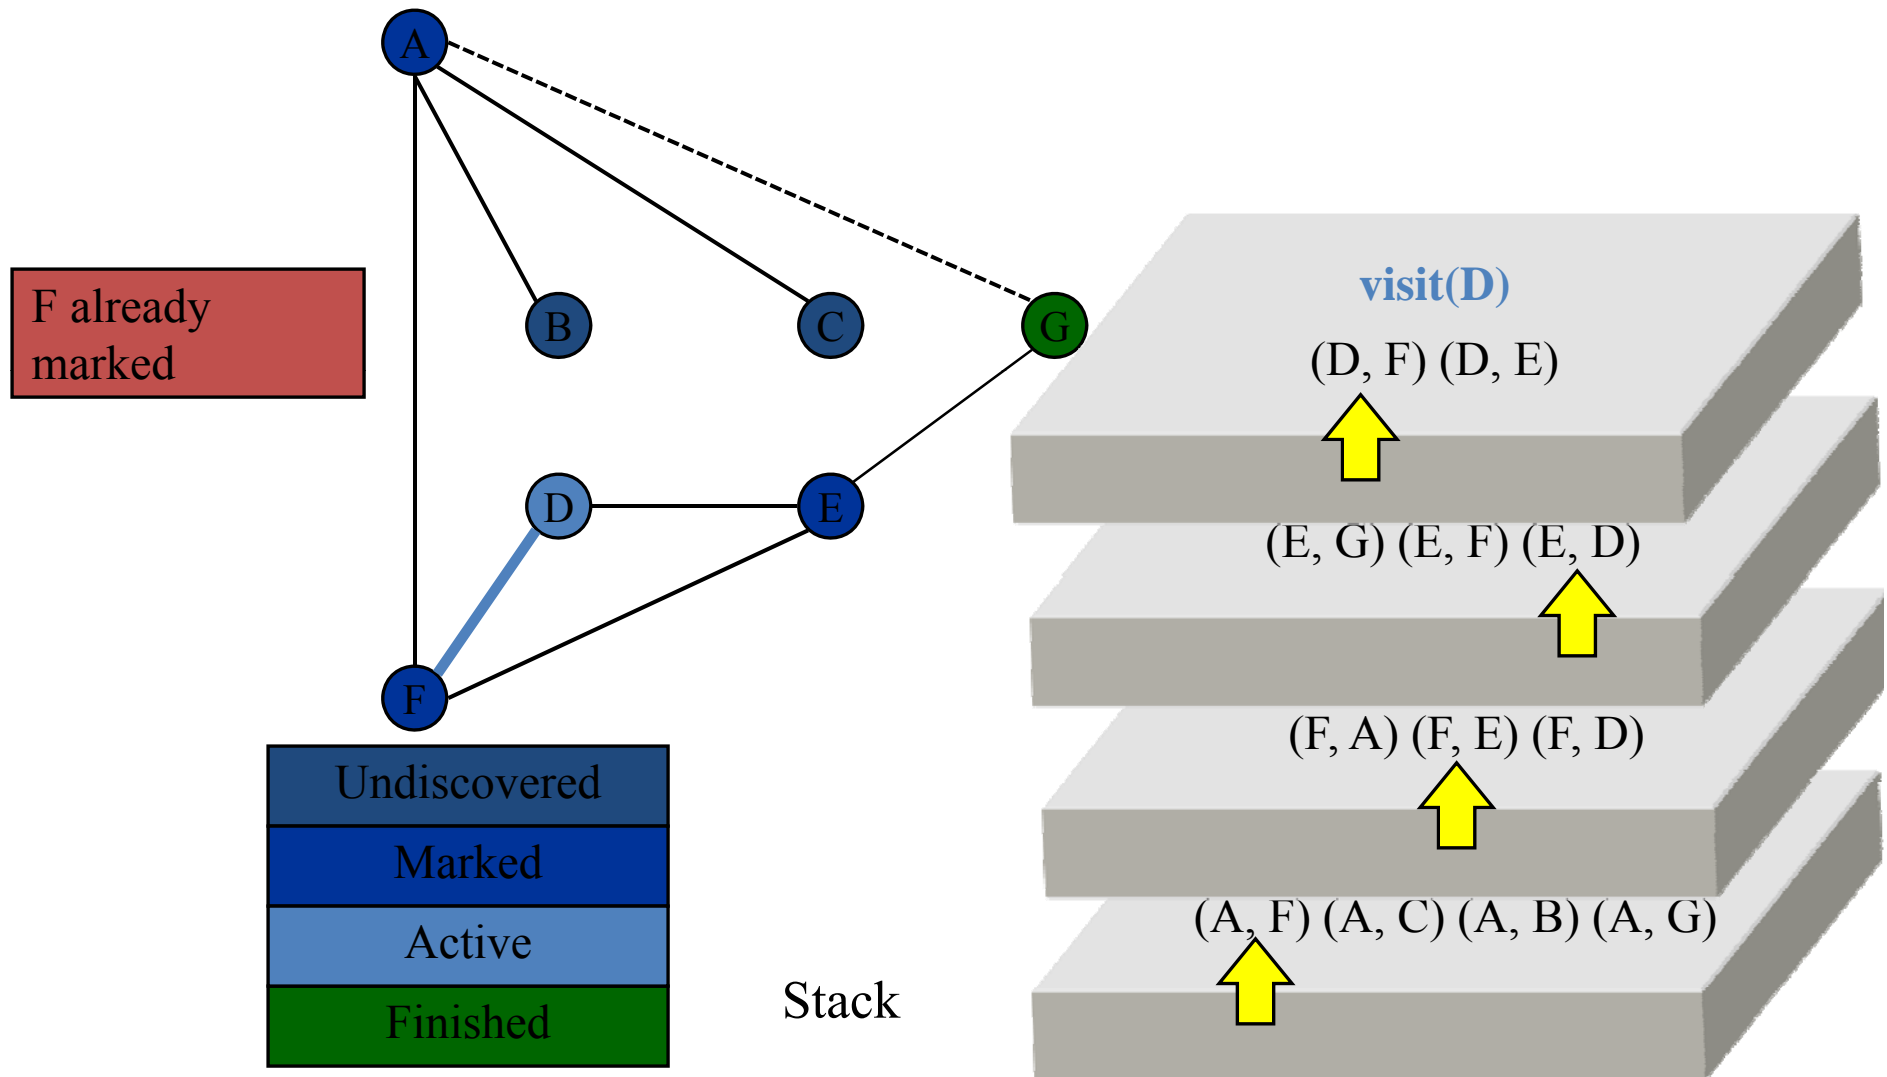 A
F already
marked
B
C
G
visit(D)
(D, F) (D, E)
D
E
(E, G) (E, F) (E, D)
F
(F, A) (F, E) (F, D)
Undiscovered
Marked
Active
Finished
(A, F) (A, C) (A, B) (A, G)
Stack